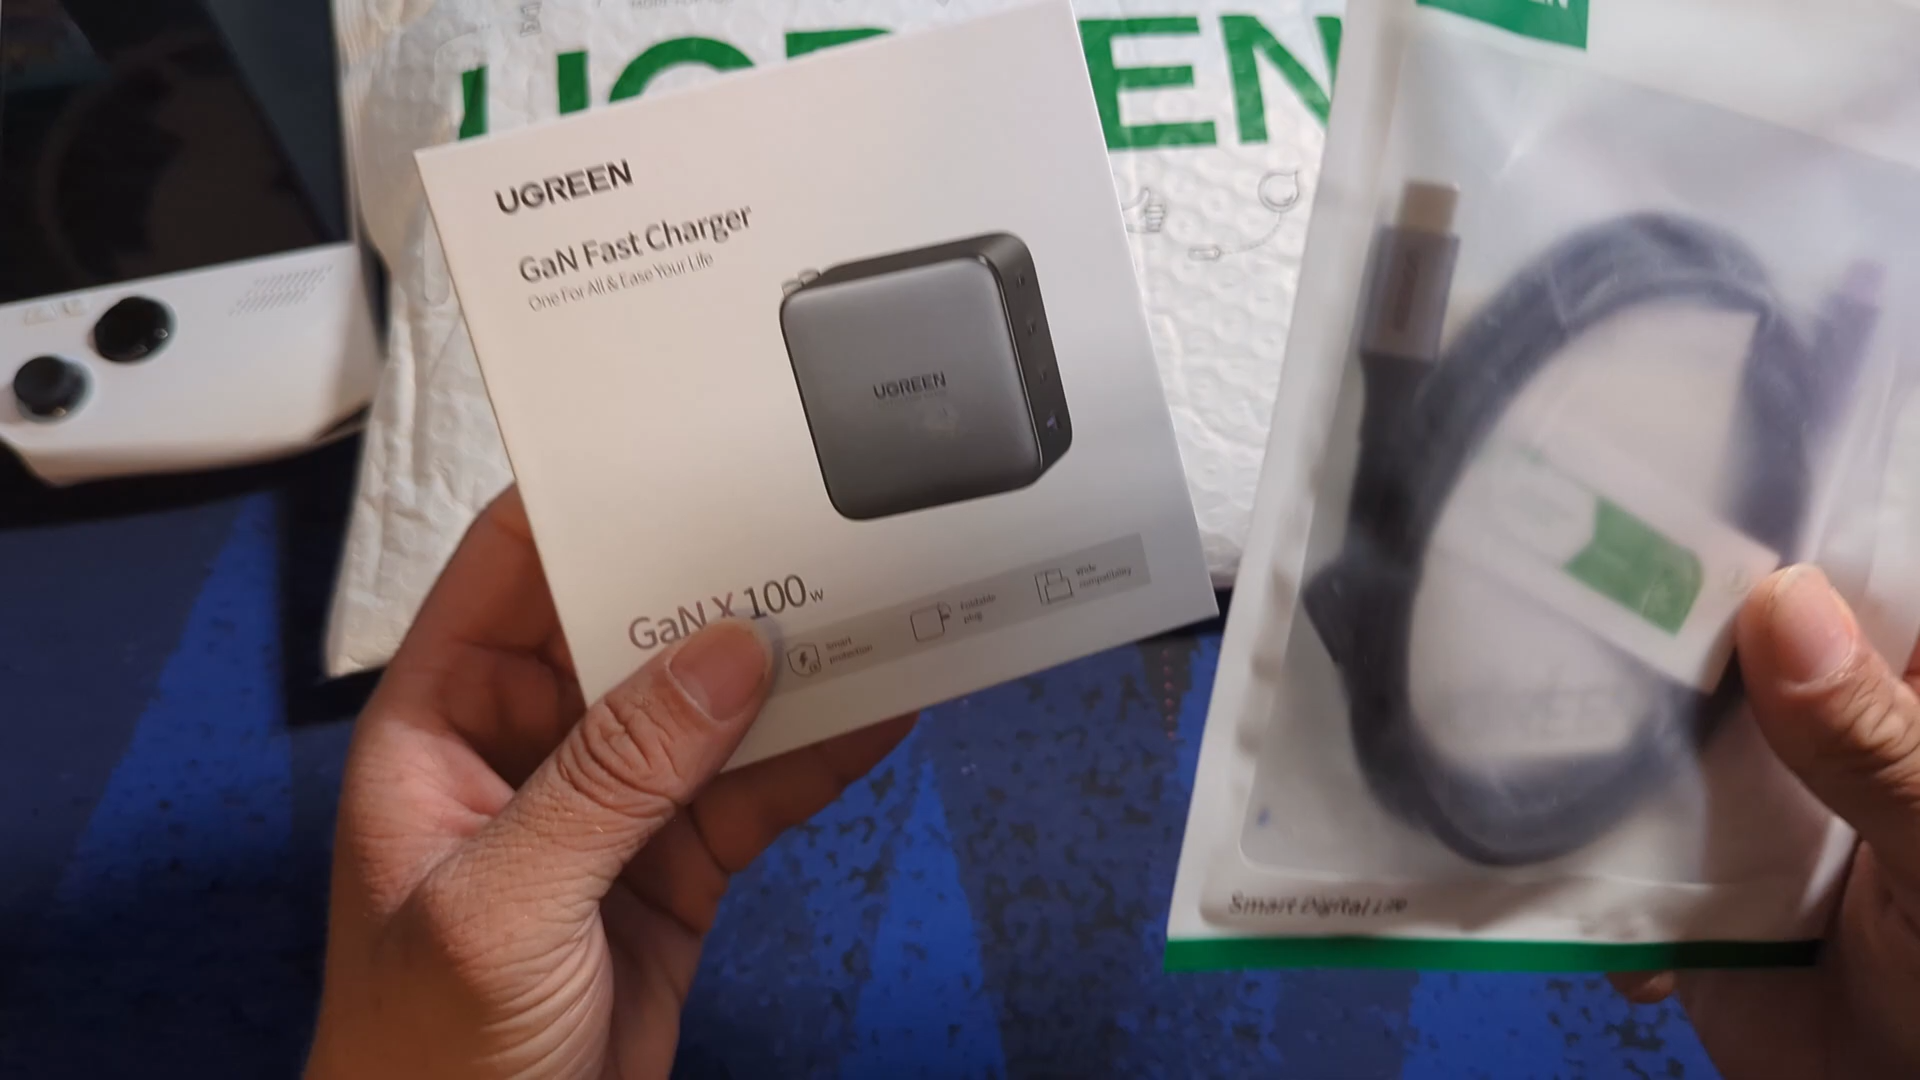 UGREEN
UGREEN
GaN Fast Charger
One For All & Ease Your Life
UGREEN
GaN X 100w
Smart
protection
Foldable
plug
Wide
compatibility
Smart Digital Life